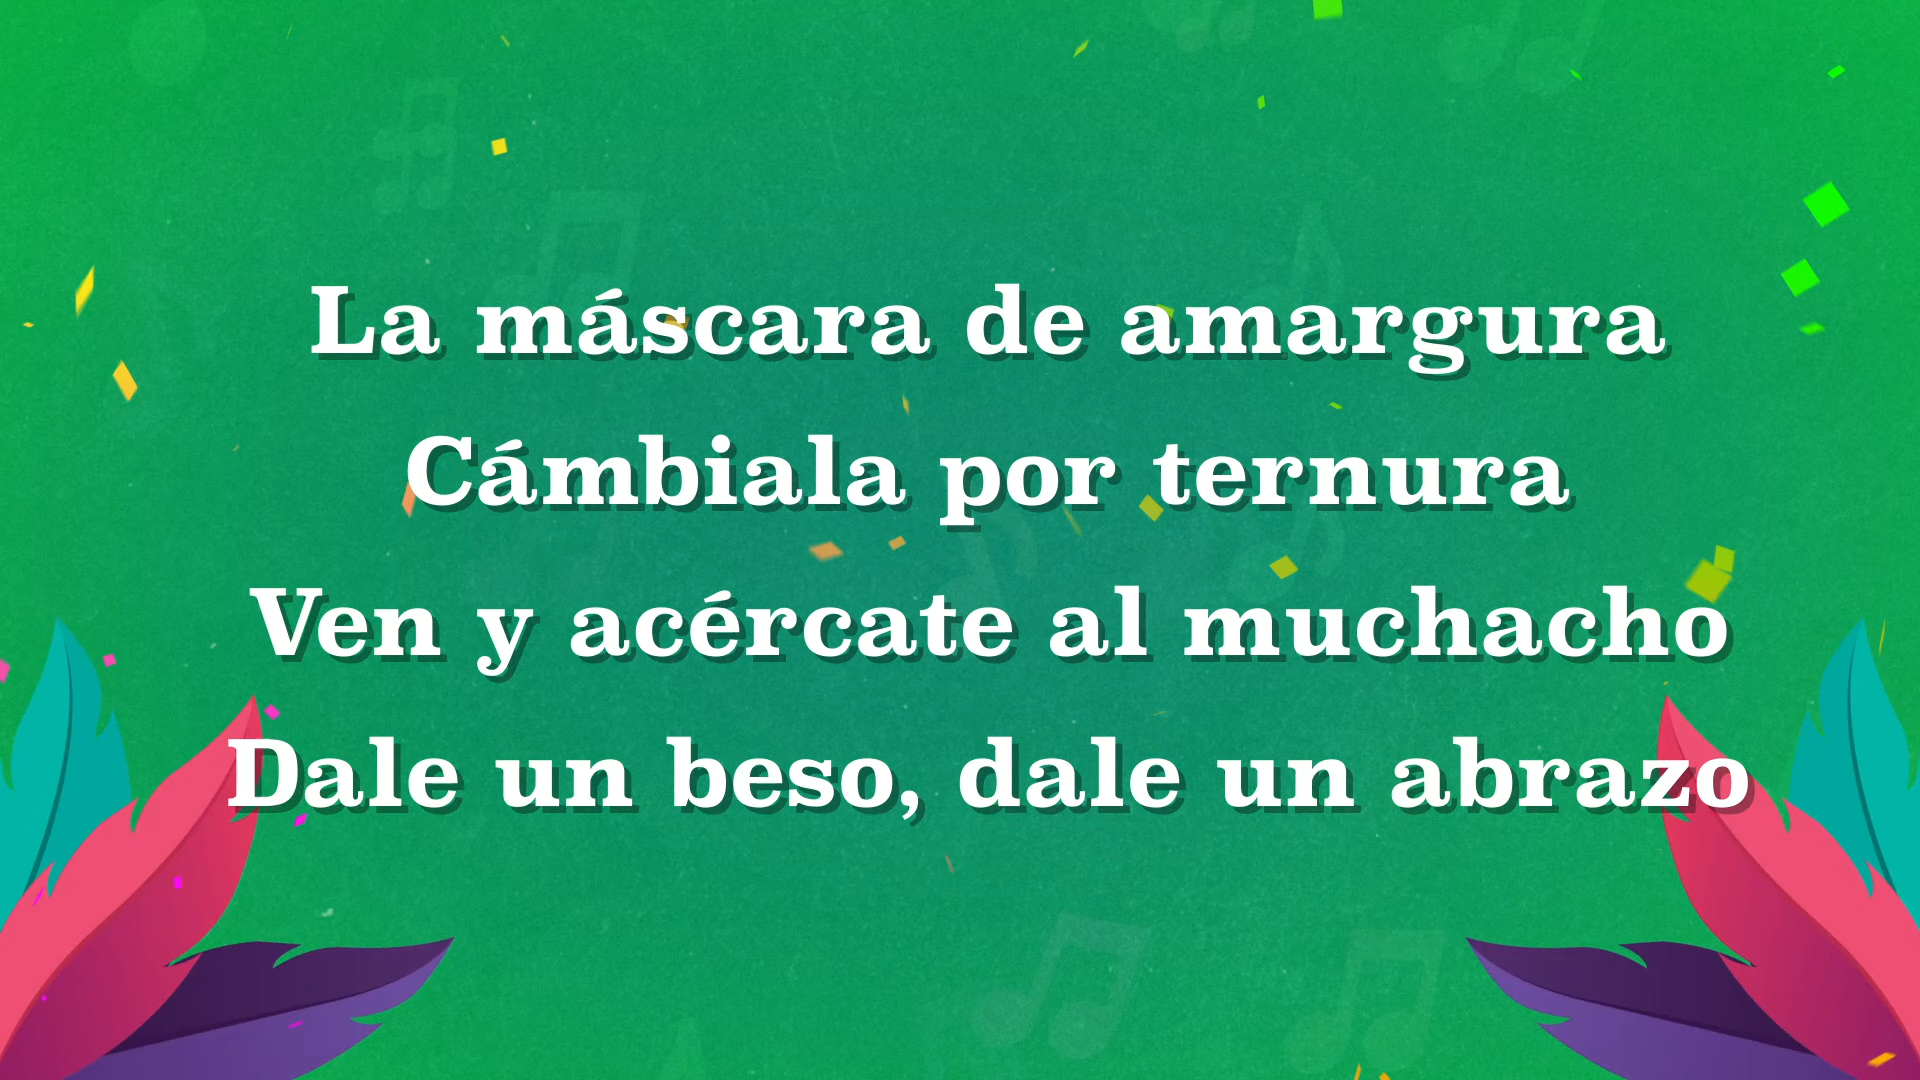 La máscara de amargura
Cámbiala por ternura
Ven y acércate al muchacho
Dale un beso, dale un abrazo